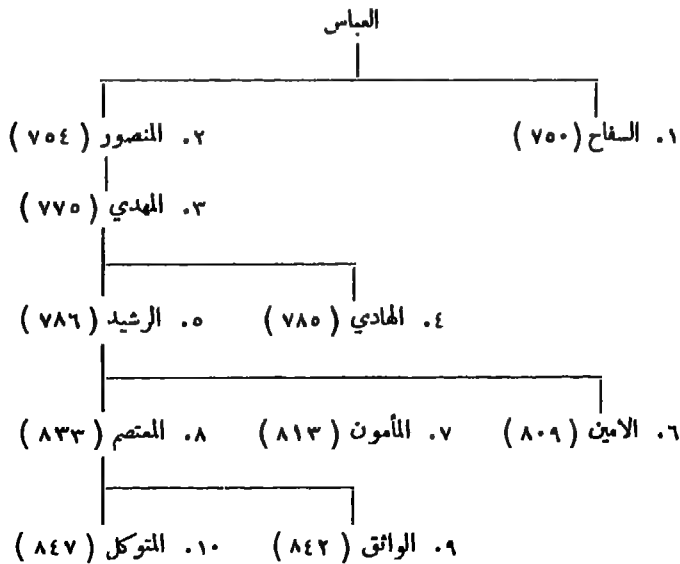 العباس
١. السفاح (٧٥٠) ٢. المنصور (٧٥٤)
٣. المهدي (٧٧٥)
٤. الهادي (٧٨٥) ٥. الرشيد (٧٨٦)
٦. الامين (٨٠٩) ٧. المأمون (٨١٣) ٨. المعتصم (٨٣٣)
٩. الواثق (٨٤٢) ١٠. المتوكل (٨٤٧)